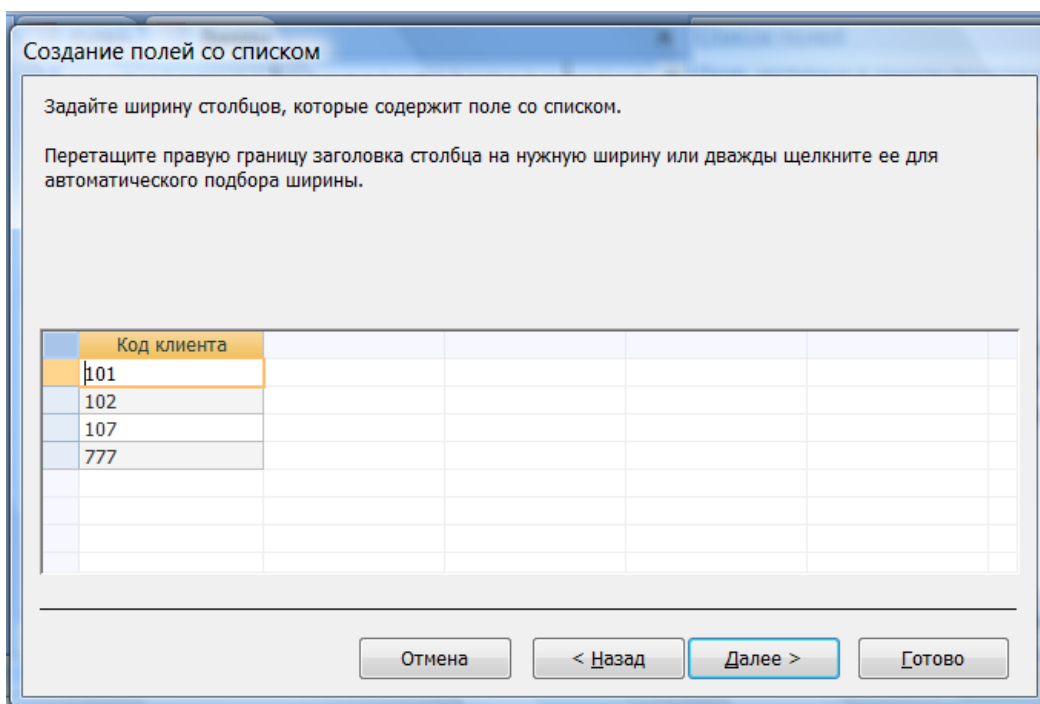 Создание полей со списком
Задайте ширину столбцов, которые содержит поле со списком.
Перетащите правую границу заголовка столбца на нужную ширину или дважды щелкните ее для
автоматического подбора ширины.
Код клиента
101
102
107
777
Отмена
< Назад
Далее >
Готово